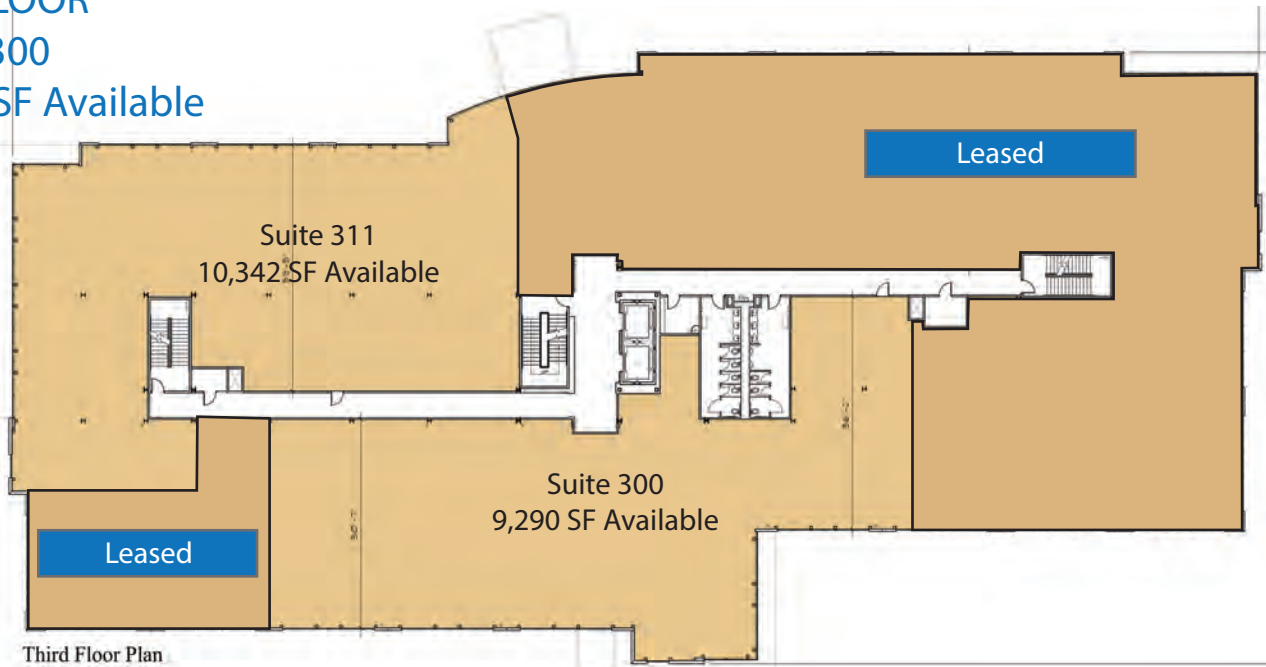 LOOR
300
SF Available
Leased
Suite 311
10,342 SF Available
Suite 300
9,290 SF Available
Leased
Third Floor Plan